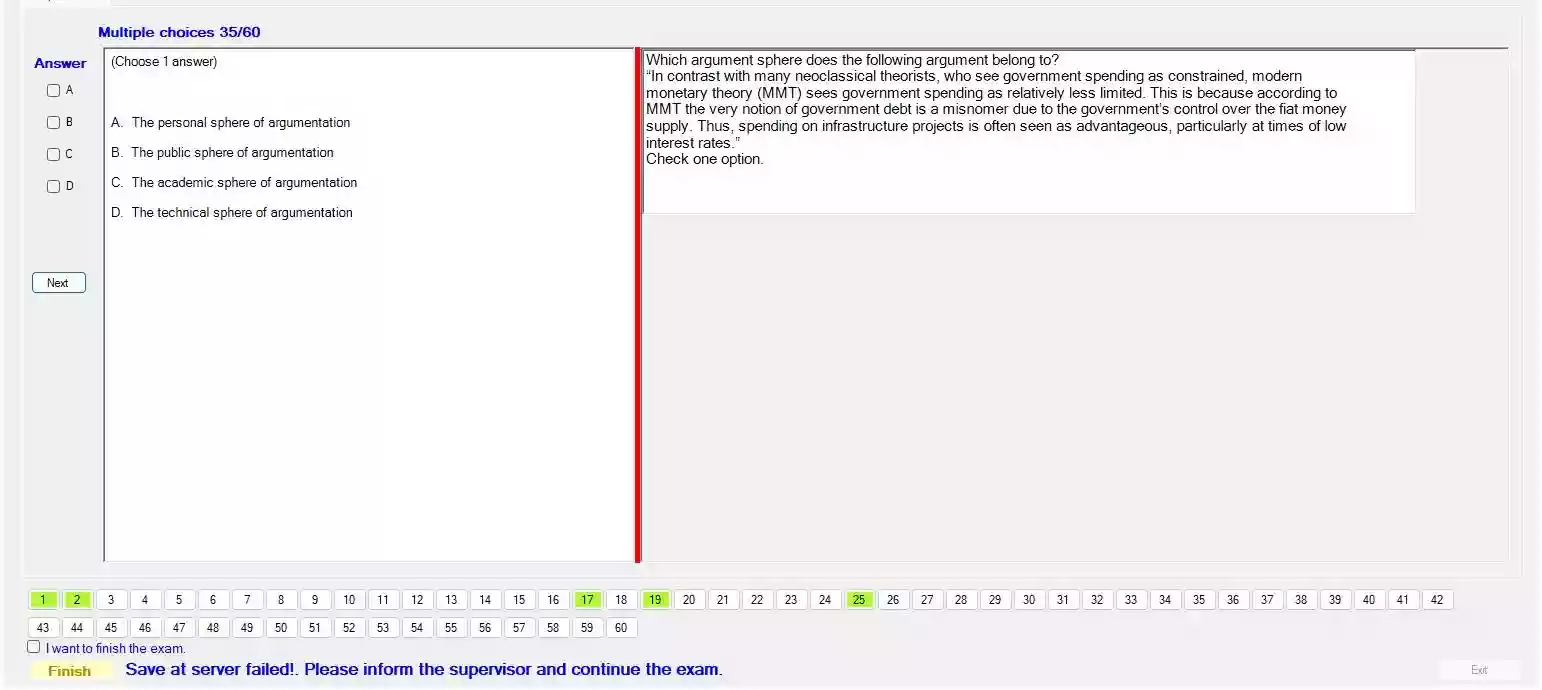 Multiple choices 35/60
Answer
A
B
C
D
Next
(Choose 1 answer)
A. The personal sphere of argumentation
B. The public sphere of argumentation
C. The academic sphere of argumentation
D. The technical sphere of argumentation
Which argument sphere does the following argument belong to?
“In contrast with many neoclassical theorists, who see government spending as constrained, modern
monetary theory (MMT) sees government spending as relatively less limited. This is because according to
MMT the very notion of government debt is a misnomer due to the government’s control over the fiat money
supply. Thus, spending on infrastructure projects is often seen as advantageous, particularly at times of low
interest rates.”
Check one option.
1 2 3 4 5 6 7 8 9 10 11 12 13 14 15 16 17 18 19 20 21 22 23 24 25 26 27 28 29 30 31 32 33 34 35 36 37 38 39 40 41 42
43 44 45 46 47 48 49 50 51 52 53 54 55 56 57 58 59 60
I want to finish the exam.
Finish Save at server failed!. Please inform the supervisor and continue the exam. Exit